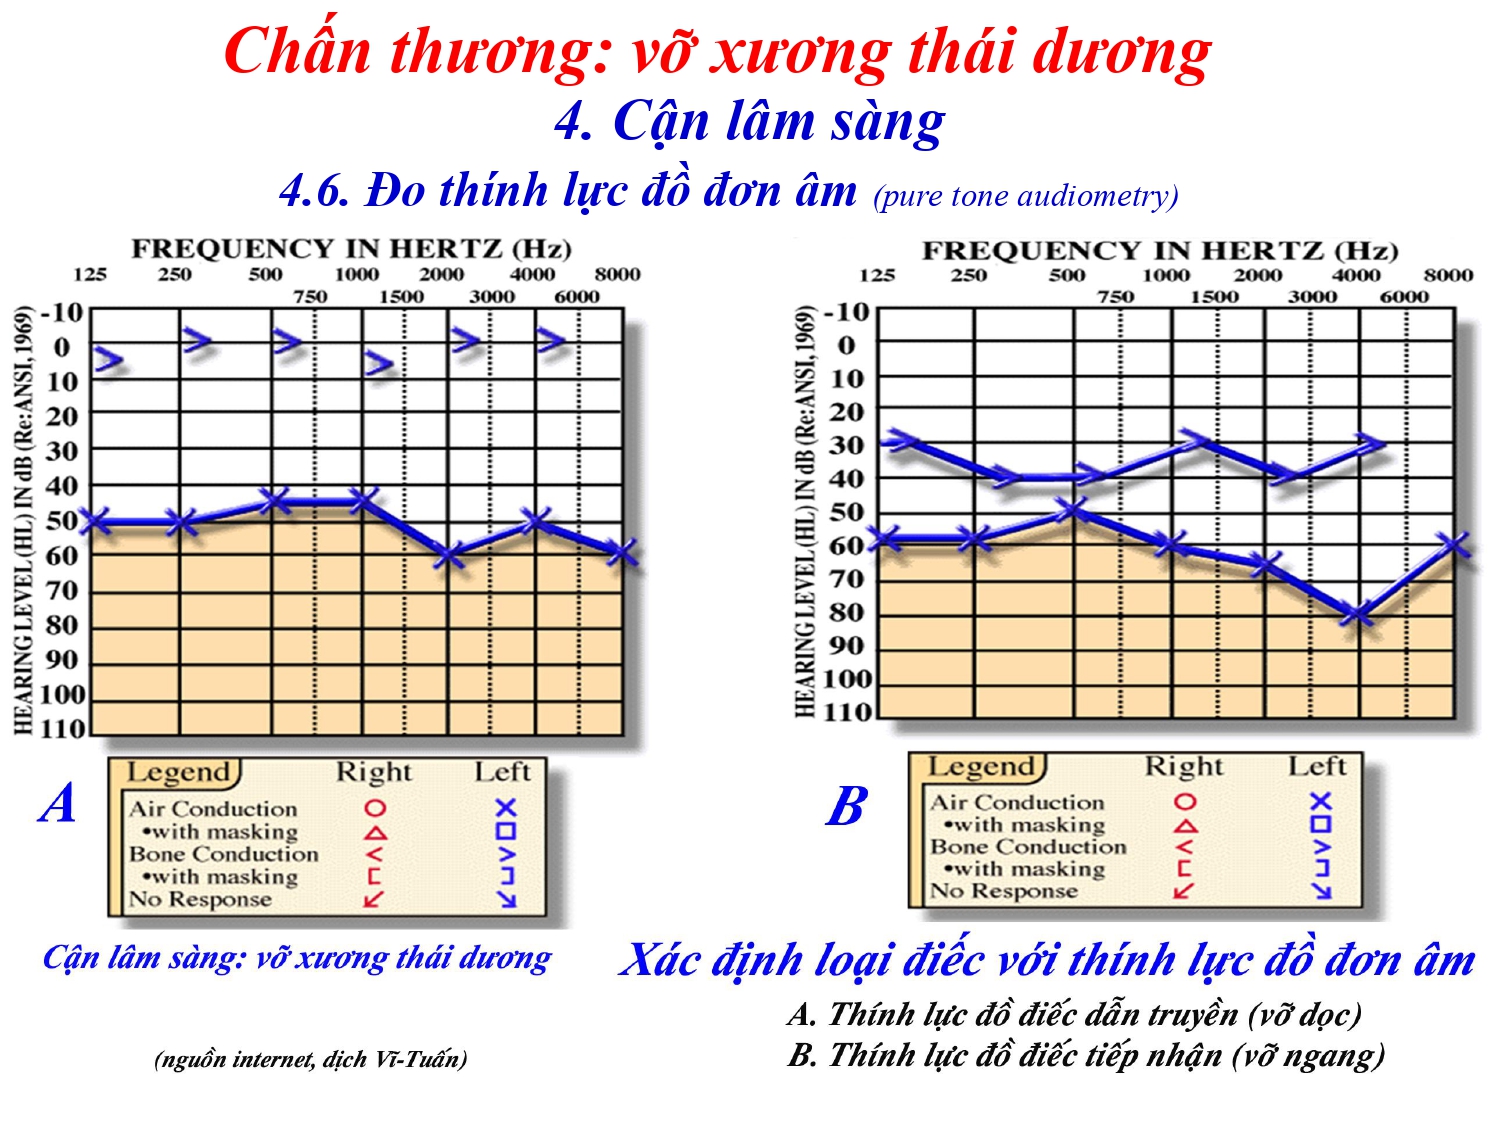 Chấn thương: vỡ xương thái dương
4. Cận lâm sàng
4.6. Đo thính lực đồ đơn âm (pure tone audiometry)
FREQUENCY IN HERTZ (Hz)
125 250 500 1000 2000 4000 8000
750 1500 3000 6000
HEARING LEVEL (HL) IN dB (Re:ANSI, 1969)
-10
0
10
20
30
40
50
60
70
80
90
100
110
Legend Right Left
Air Conduction
•with masking
Bone Conduction
•with masking
No Response
A
FREQUENCY IN HERTZ (Hz)
125 250 500 1000 2000 4000 8000
750 1500 3000 6000
HEARING LEVEL (HL) IN dB (Re:ANSI, 1969)
-10
0
10
20
30
40
50
60
70
80
90
100
110
Legend Right Left
Air Conduction
•with masking
Bone Conduction
•with masking
No Response
B
Cận lâm sàng: vỡ xương thái dương
(nguồn internet, dịch Vĩ-Tuấn)
Xác định loại điếc với thính lực đồ đơn âm
A. Thính lực đồ điếc dẫn truyền (vỡ dọc)
B. Thính lực đồ điếc tiếp nhận (vỡ ngang)